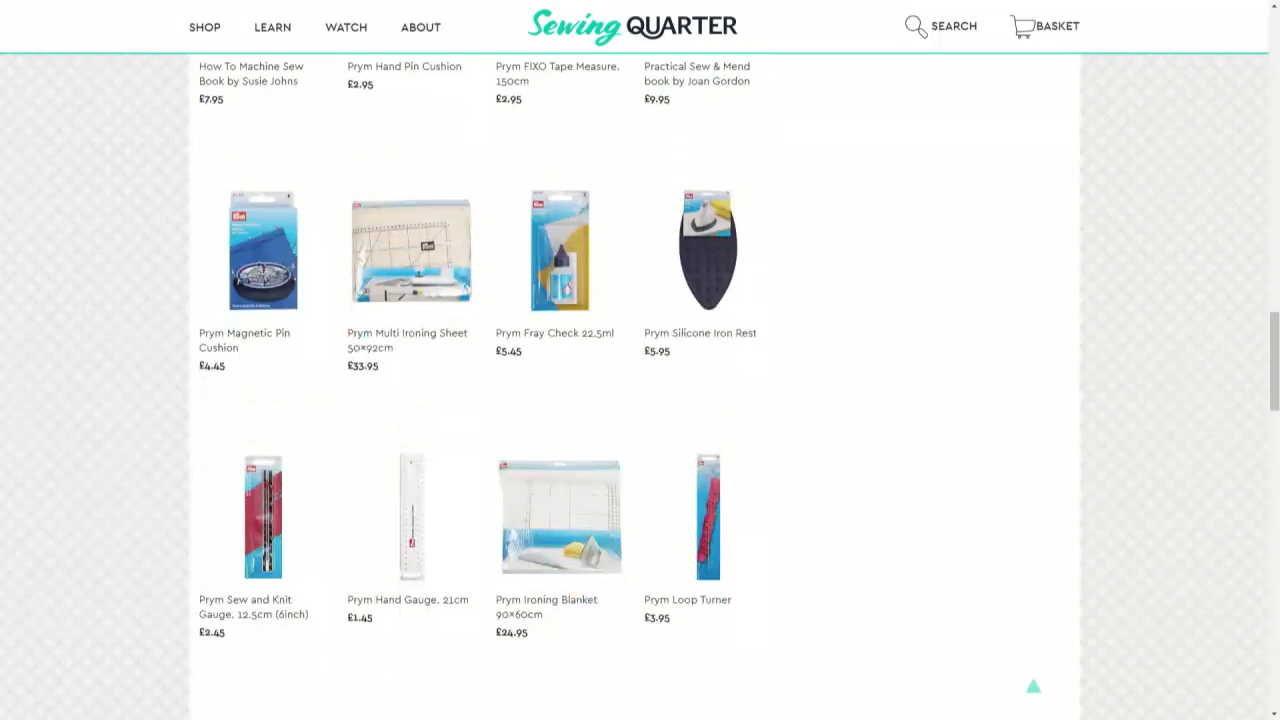 SHOP
LEARN
WATCH
ABOUT
Sewing QUARTER
SEARCH
BASKET
How To Machine Sew
Book by Susie Johns
£7.95
Prym Hand Pin Cushion
£2.95
Prym FIXO Tape Measure.
150cm
£2.95
Practical Sew & Mend
book by Joan Gordon
£9.95
Prym Magnetic Pin
Cushion
£4.45
Prym Multi Ironing Sheet
50x92cm
£33.95
Prym Fray Check 22.5ml
£5.45
Prym Silicone Iron Rest
£5.95
Prym Sew and Knit
Gauge. 12.5cm (6inch)
£2.45
Prym Hand Gauge. 21cm
£1.45
Prym Ironing Blanket
90x60cm
£24.95
Prym Loop Turner
£3.95